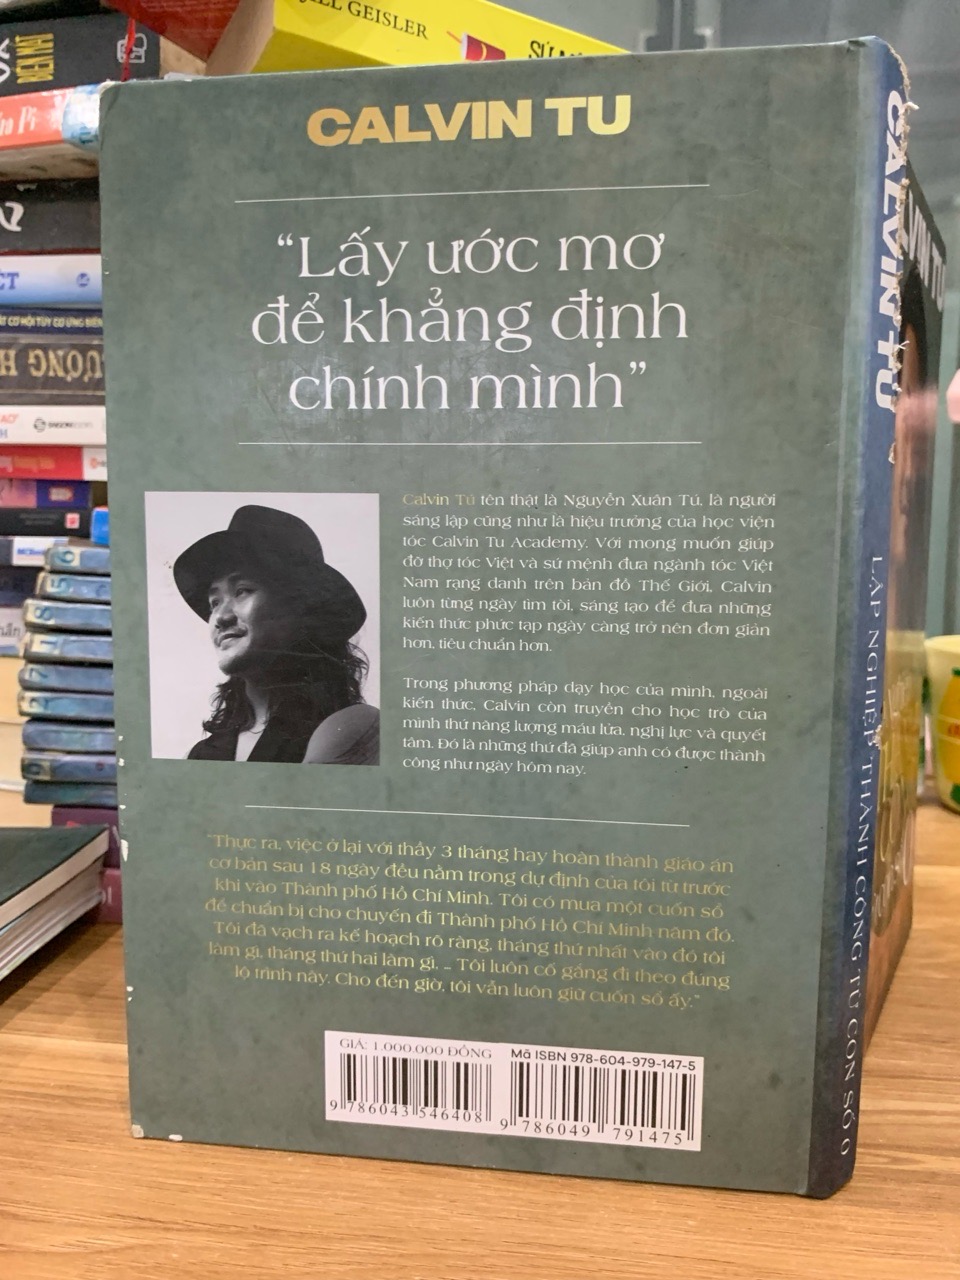 JILL GEISLER
CALVIN TU
“Lấy ước mơ
để khẳng định
chính mình”
Calvin Tú tên thật là Nguyễn Xuân Tú, là người
sáng lập cũng như là hiệu trưởng của học viện
tóc Calvin Tu Academy. Với mong muốn giúp
đỡ thợ tóc Việt và sứ mệnh đưa ngành tóc Việt
Nam rạng danh trên bản đồ Thế Giới, Calvin
luôn từng ngày tìm tòi, sáng tạo để đưa những
kiến thức phức tạp ngày càng trở nên đơn giản
hơn, tiêu chuẩn hơn.
Trong phương pháp dạy học của mình, ngoài
kiến thức, Calvin còn truyền cho học trò của
mình thứ năng lượng máu lửa, nghị lực và quyết
tâm. Đó là những thứ đã giúp anh có được thành
công như ngày hôm nay.
"Thực ra, việc ở lại với thầy 3 tháng hay hoàn thành giáo án
cơ bản sau 18 ngày đều nằm trong dự định của tôi từ trước
khi vào Thành phố Hồ Chí Minh. Tôi có mua một cuốn sổ
để chuẩn bị cho chuyến đi Thành phố Hồ Chí Minh năm đó.
Tôi đã vạch ra kế hoạch rõ ràng, tháng thứ nhất vào đó tôi
làm gì, tháng thứ hai làm gì, ... Tôi luôn cố gắng đi theo đúng
lộ trình này. Cho đến giờ, tôi vẫn luôn giữ cuốn sổ ấy."
GIÁ: 1.000.000 ĐỒNG
Mã ISBN 978-604-979-147-5
9 786043 546408
9 786049 791475
CALVIN TU
LẬP NGHIỆP THÀNH CÔNG TỪ CON SỐ 0